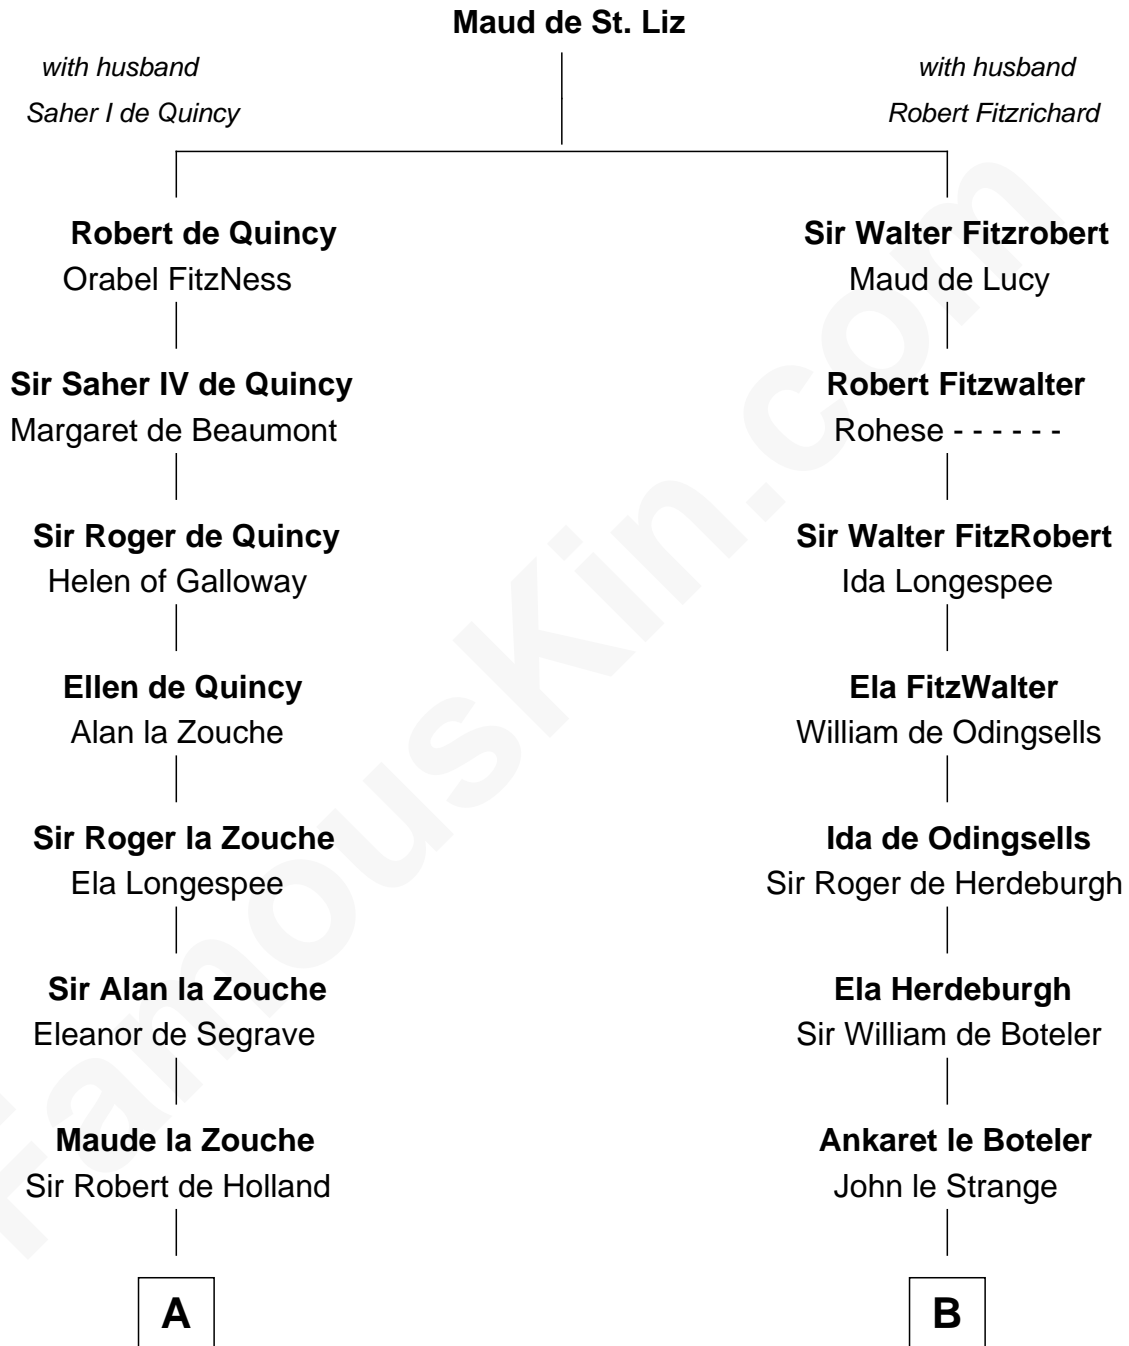 Maud de St. Liz
with husband
Saher I de Quincy
with husband
Robert Fitzrichard
Robert de Quincy
Orabel FitzNess
Sir Walter Fitzrobert
Maud de Lucy
Sir Saher IV de Quincy
Margaret de Beaumont
Robert Fitzwalter
Rohese - - - - - -
Sir Roger de Quincy
Helen of Galloway
Sir Walter FitzRobert
Ida Longespee
Ellen de Quincy
Alan la Zouche
Ela FitzWalter
William de Odingsells
Sir Roger la Zouche
Ela Longespee
Ida de Odingsells
Sir Roger de Herdeburgh
Sir Alan la Zouche
Eleanor de Segrave
Ela Herdeburgh
Sir William de Boteler
Maude la Zouche
Sir Robert de Holland
Ankaret le Boteler
John le Strange
A
B
FamousKin.com